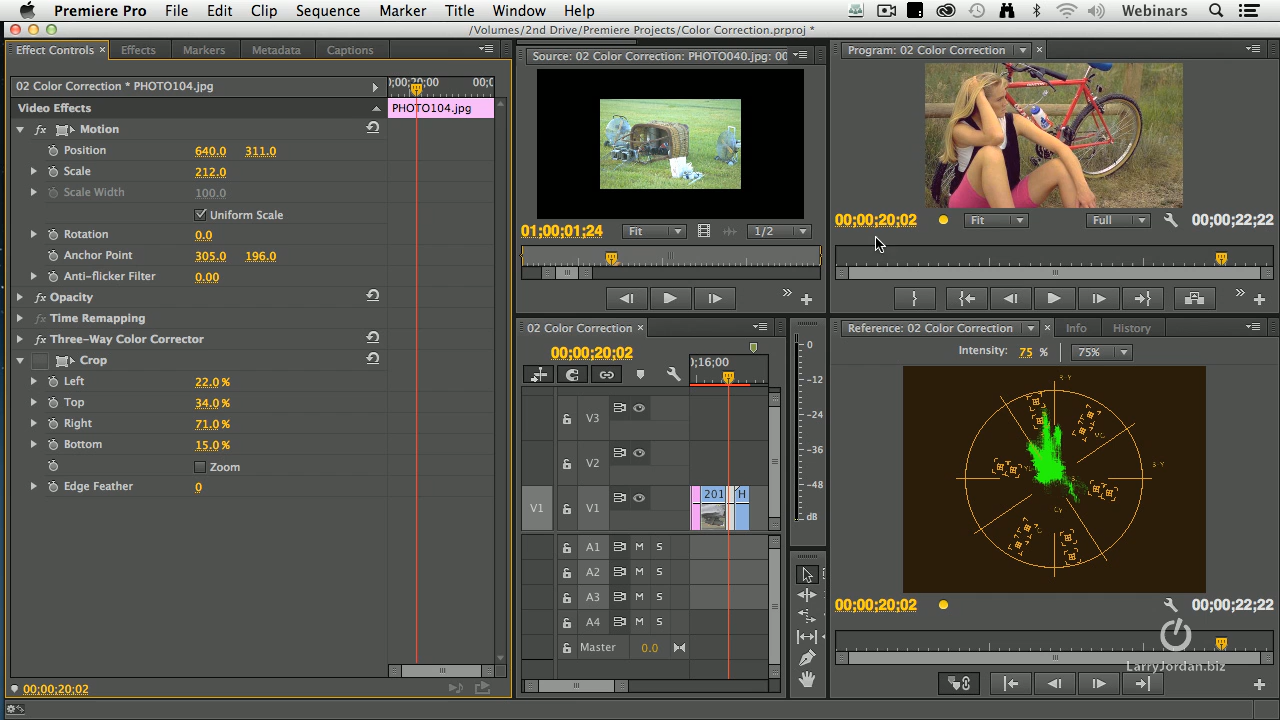 Premiere Pro File Edit Clip Sequence Marker Title Window Help Webinars
/Volumes/2nd Drive/Premiere Projects/Color Correction.prproj *
Effect Controls × Effects Markers Metadata Captions
02 Color Correction * PHOTO104.jpg
Video Effects
fx Motion
Position 640.0 311.0
Scale 212.0
Scale Width 100.0
Uniform Scale
Rotation 0.0
Anchor Point 305.0 196.0
Anti-flicker Filter 0.00
fx Opacity
fx Time Remapping
fx Three-Way Color Corrector
Crop
Left 22.0 %
Top 34.0 %
Right 71.0 %
Bottom 15.0 %
Zoom
Edge Feather 0
00;00;20;02
);00;20;00 00;0
PHOTO104.jpg
Source: 02 Color Correction: PHOTO040.jpg: 00
01;00;01;24 Fit 1/2
Program: 02 Color Correction ×
00;00;20;02 Fit Full 00;00;22;22
02 Color Correction ×
00;00;20;02
);16;00
V3
V2
V1 V1 201 H
A1 M S
A2 M S
A3 M S
A4 M S
Master 0.0
0
-12
-24
-36
-48
dB
Reference: 02 Color Correction × Info History
Intensity: 75 % 75%
00;00;20;02 00;00;22;22
LarryJordan.biz